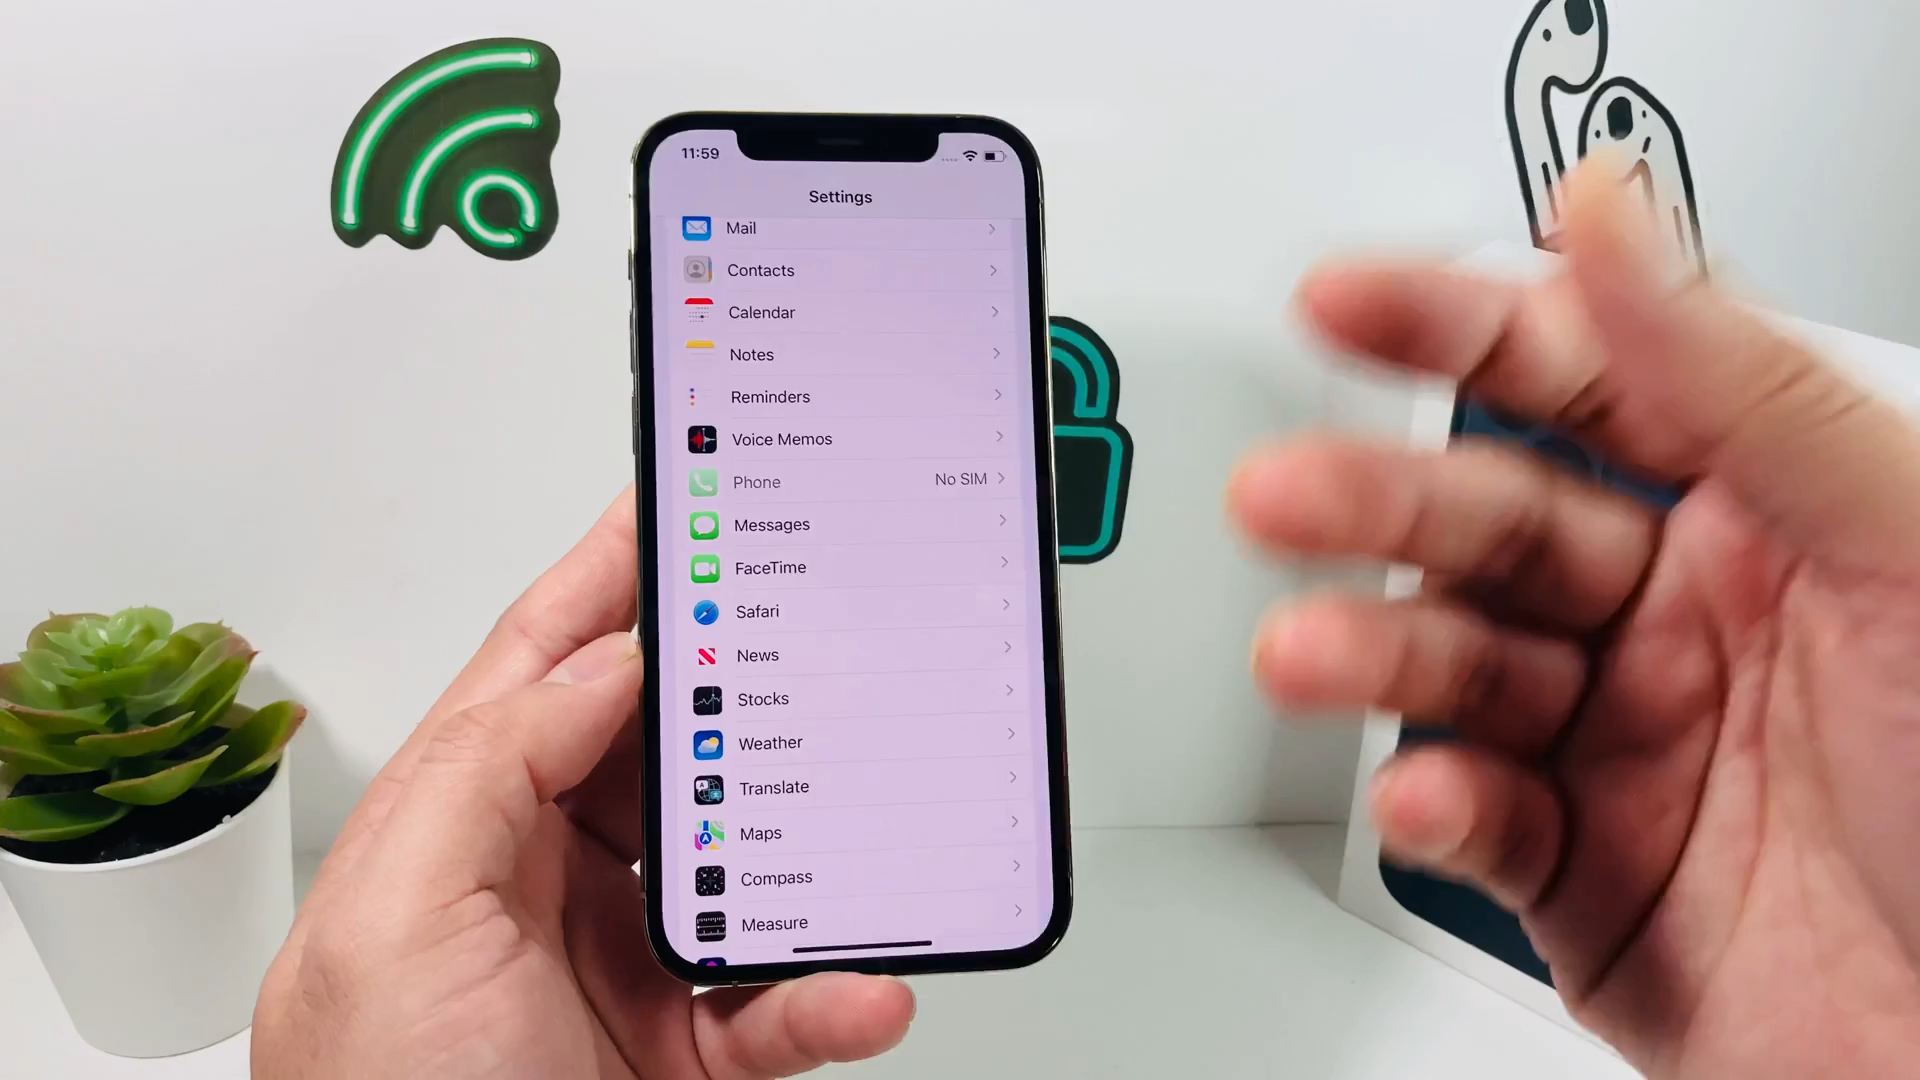 11:59
Settings
Mail
Contacts
Calendar
Notes
Reminders
Voice Memos
Phone No SIM
Messages
FaceTime
Safari
News
Stocks
Weather
Translate
Maps
Compass
Measure